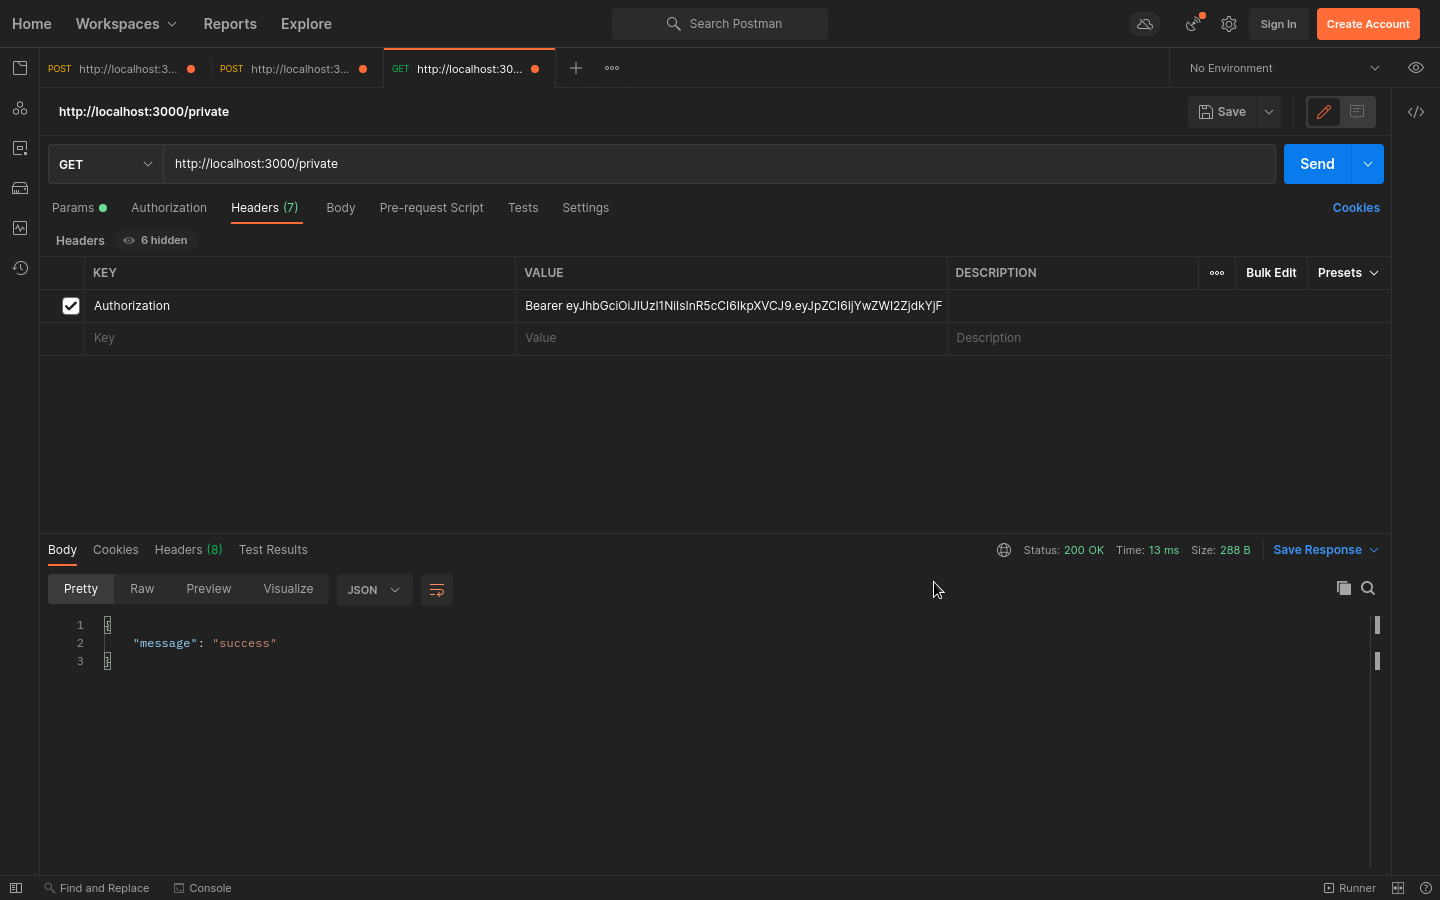 Home Workspaces Reports Explore Search Postman Sign In Create Account
POST http://localhost:3... POST http://localhost:3... GET http://localhost:30... No Environment
http://localhost:3000/private Save
GET http://localhost:3000/private Send
Params Authorization Headers (7) Body Pre-request Script Tests Settings Cookies
Headers 6 hidden
KEY VALUE DESCRIPTION Bulk Edit Presets
Authorization Bearer
Key Value Description
Body Cookies Headers (8) Test Results Status: 200 OK Time: 13 ms Size: 288 B Save Response
Pretty Raw Preview Visualize JSON
1 {
2 "message": "success"
3 }
Find and Replace Console Runner